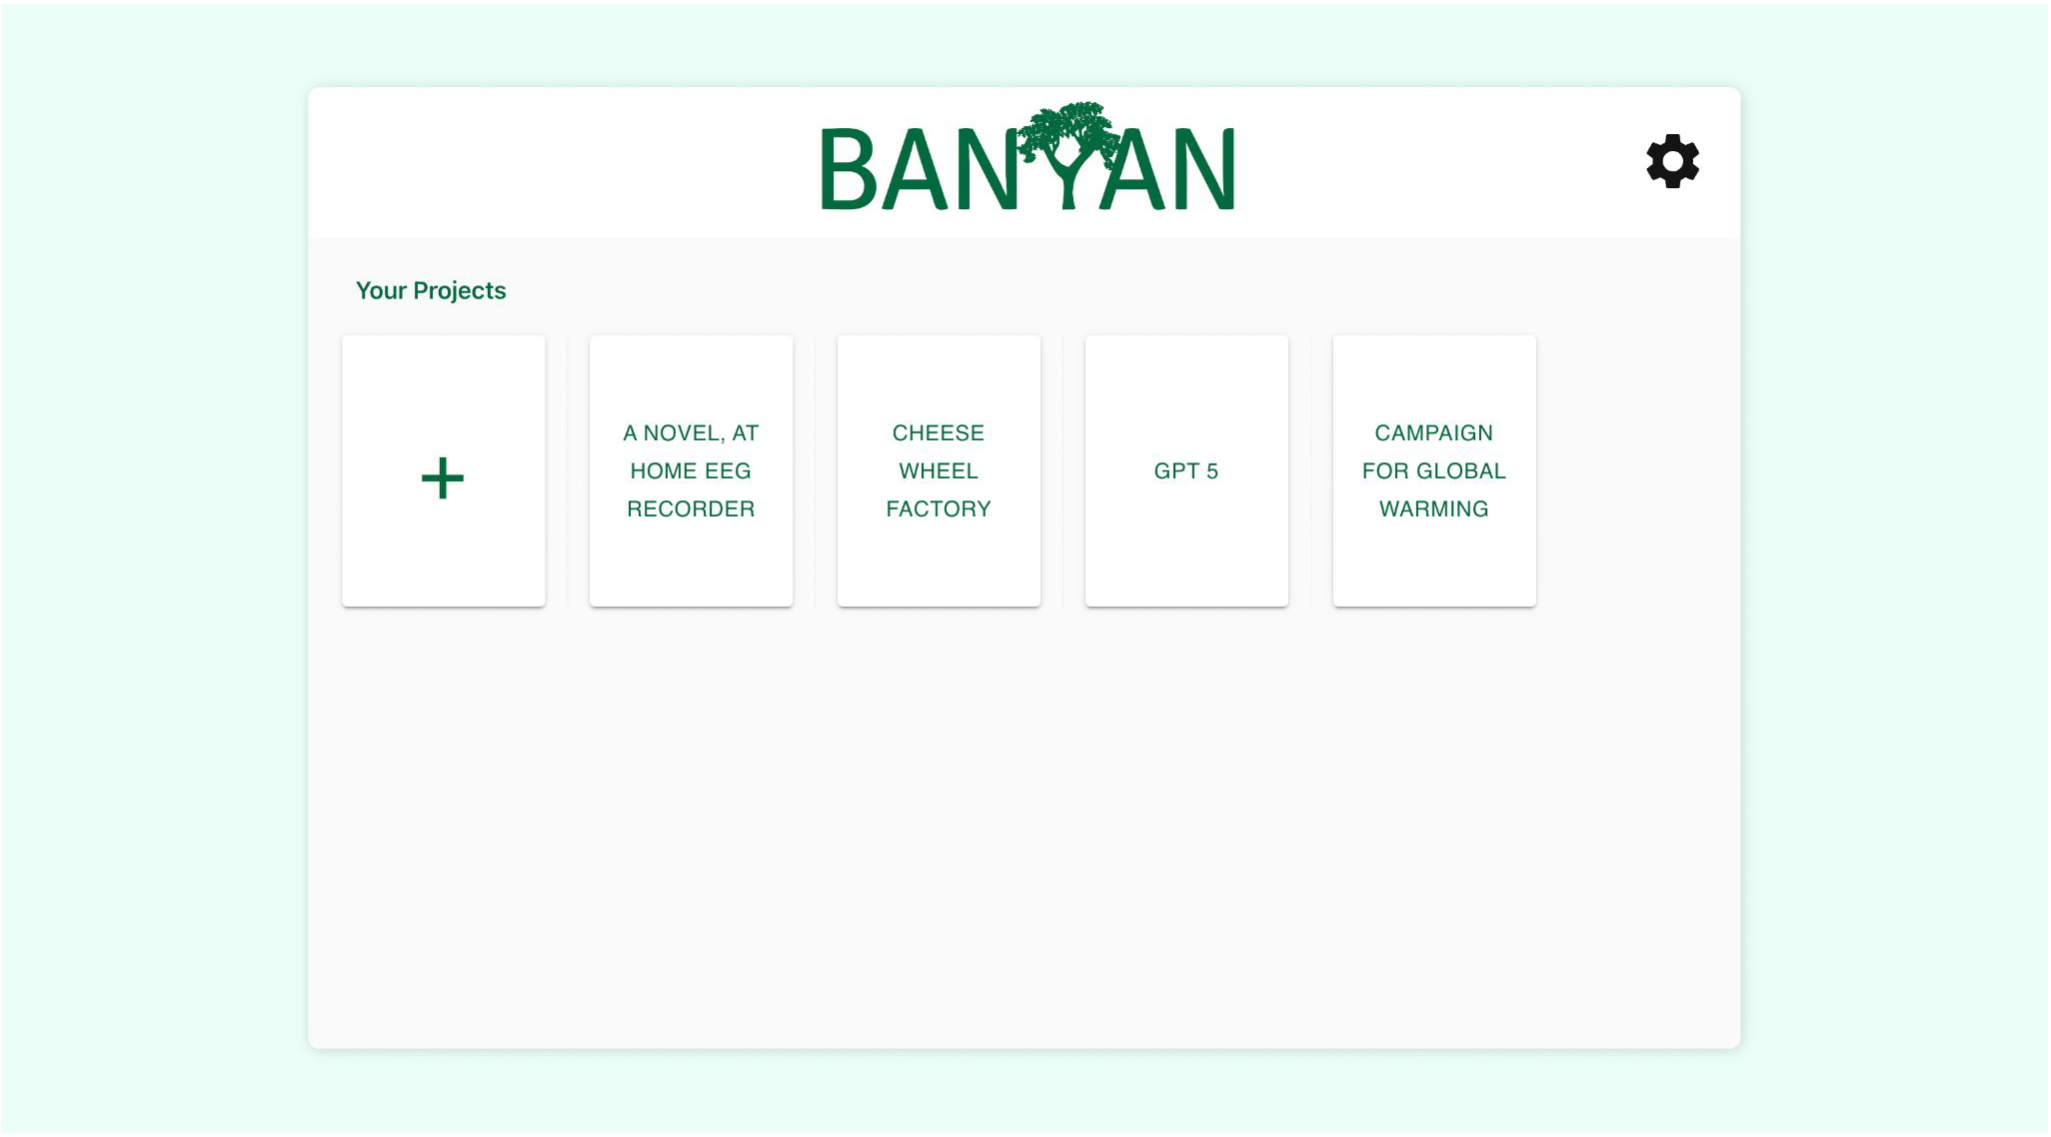 BANYAN
Your Projects
A NOVEL, AT
HOME EEG
RECORDER
CHEESE
WHEEL
FACTORY
GPT 5
CAMPAIGN
FOR GLOBAL
WARMING